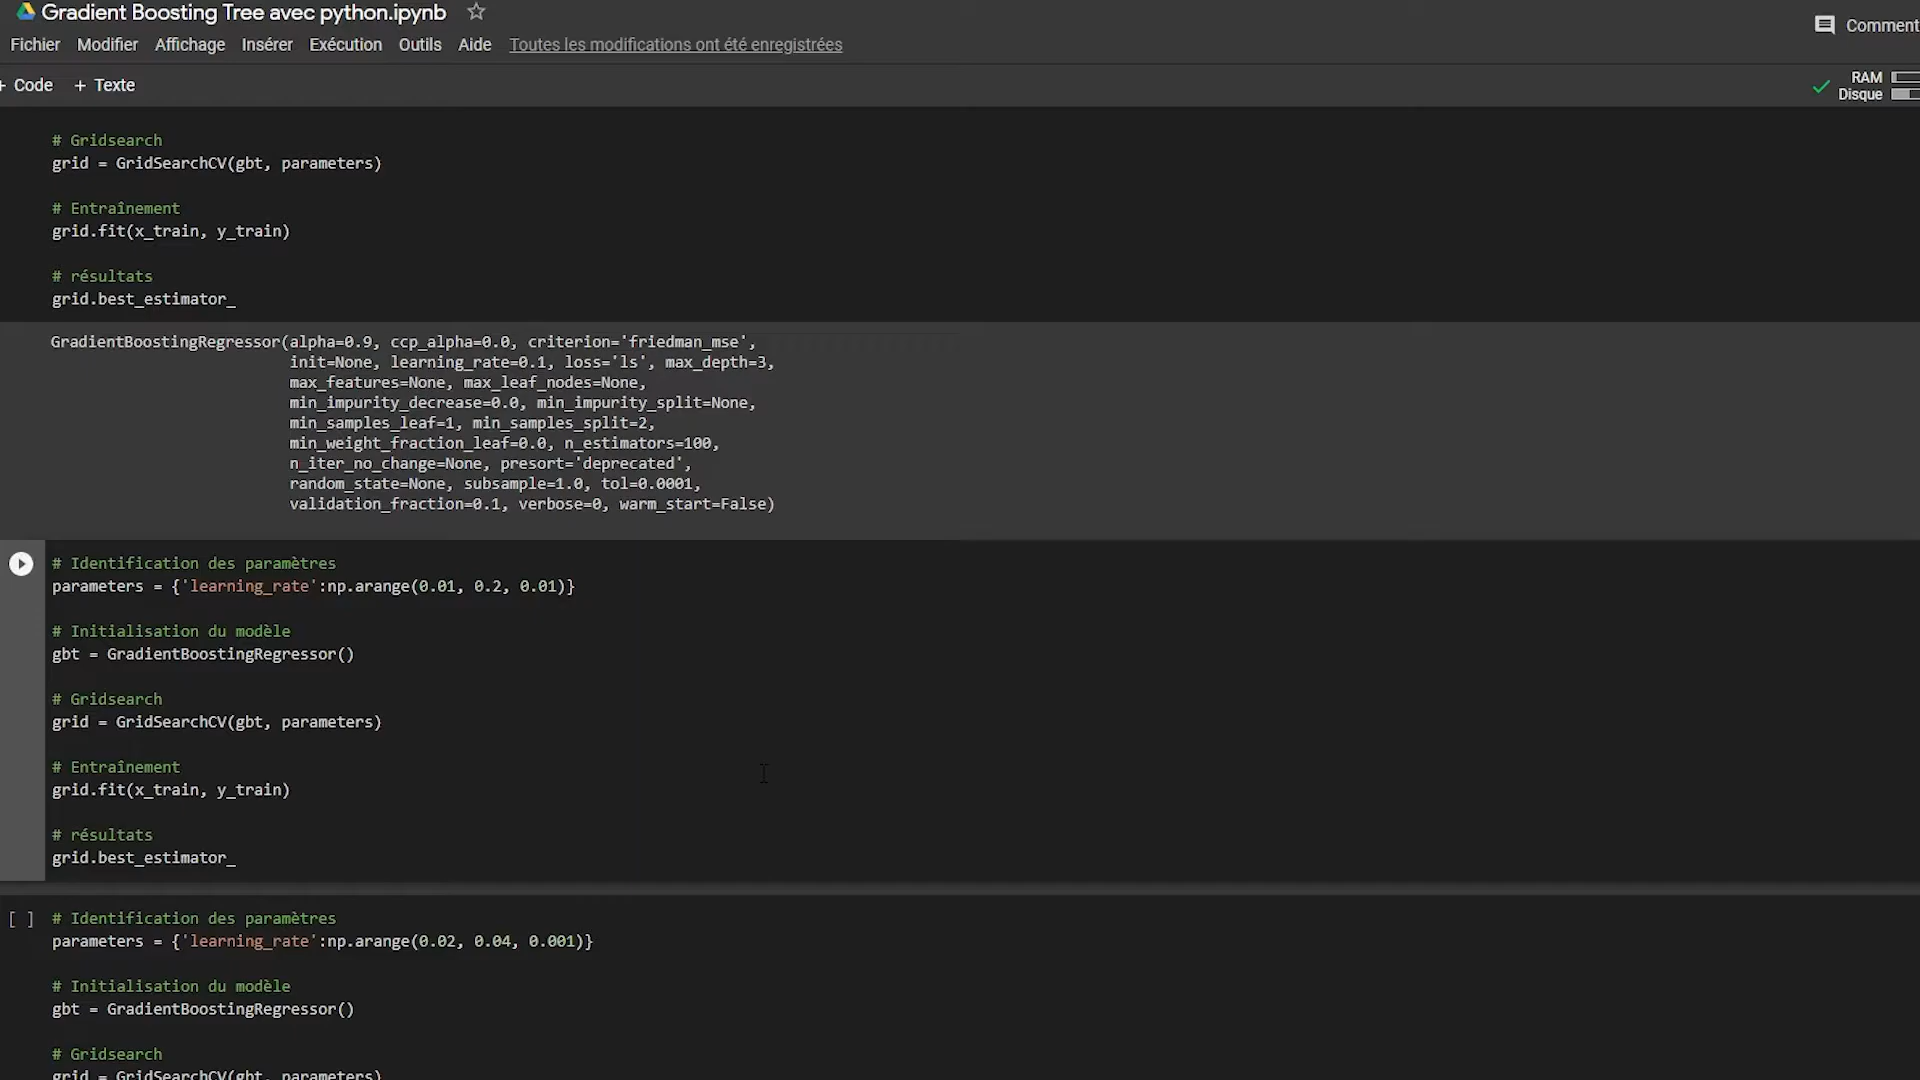 Gradient Boosting Tree avec python.ipynb
Comment
Fichier Modifier Affichage Insérer Exécution Outils Aide Toutes les modifications ont été enregistrées
+ Code + Texte
RAM
Disque
# Gridsearch
grid = GridSearchCV(gbt, parameters)
# Entraînement
grid.fit(x_train, y_train)
# résultats
grid.best_estimator_
GradientBoostingRegressor(alpha=0.9, ccp_alpha=0.0, criterion='friedman_mse',
init=None, learning_rate=0.1, loss='ls', max_depth=3,
max_features=None, max_leaf_nodes=None,
min_impurity_decrease=0.0, min_impurity_split=None,
min_samples_leaf=1, min_samples_split=2,
min_weight_fraction_leaf=0.0, n_estimators=100,
n_iter_no_change=None, presort='deprecated',
random_state=None, subsample=1.0, tol=0.0001,
validation_fraction=0.1, verbose=0, warm_start=False)
# Identification des paramètres
parameters = {'learning_rate':np.arange(0.01, 0.2, 0.01)}
# Initialisation du modèle
gbt = GradientBoostingRegressor()
# Gridsearch
grid = GridSearchCV(gbt, parameters)
# Entraînement
grid.fit(x_train, y_train)
# résultats
grid.best_estimator_
[ ] # Identification des paramètres
parameters = {'learning_rate':np.arange(0.02, 0.04, 0.001)}
# Initialisation du modèle
gbt = GradientBoostingRegressor()
# Gridsearch
grid = GridSearchCV(gbt, parameters)